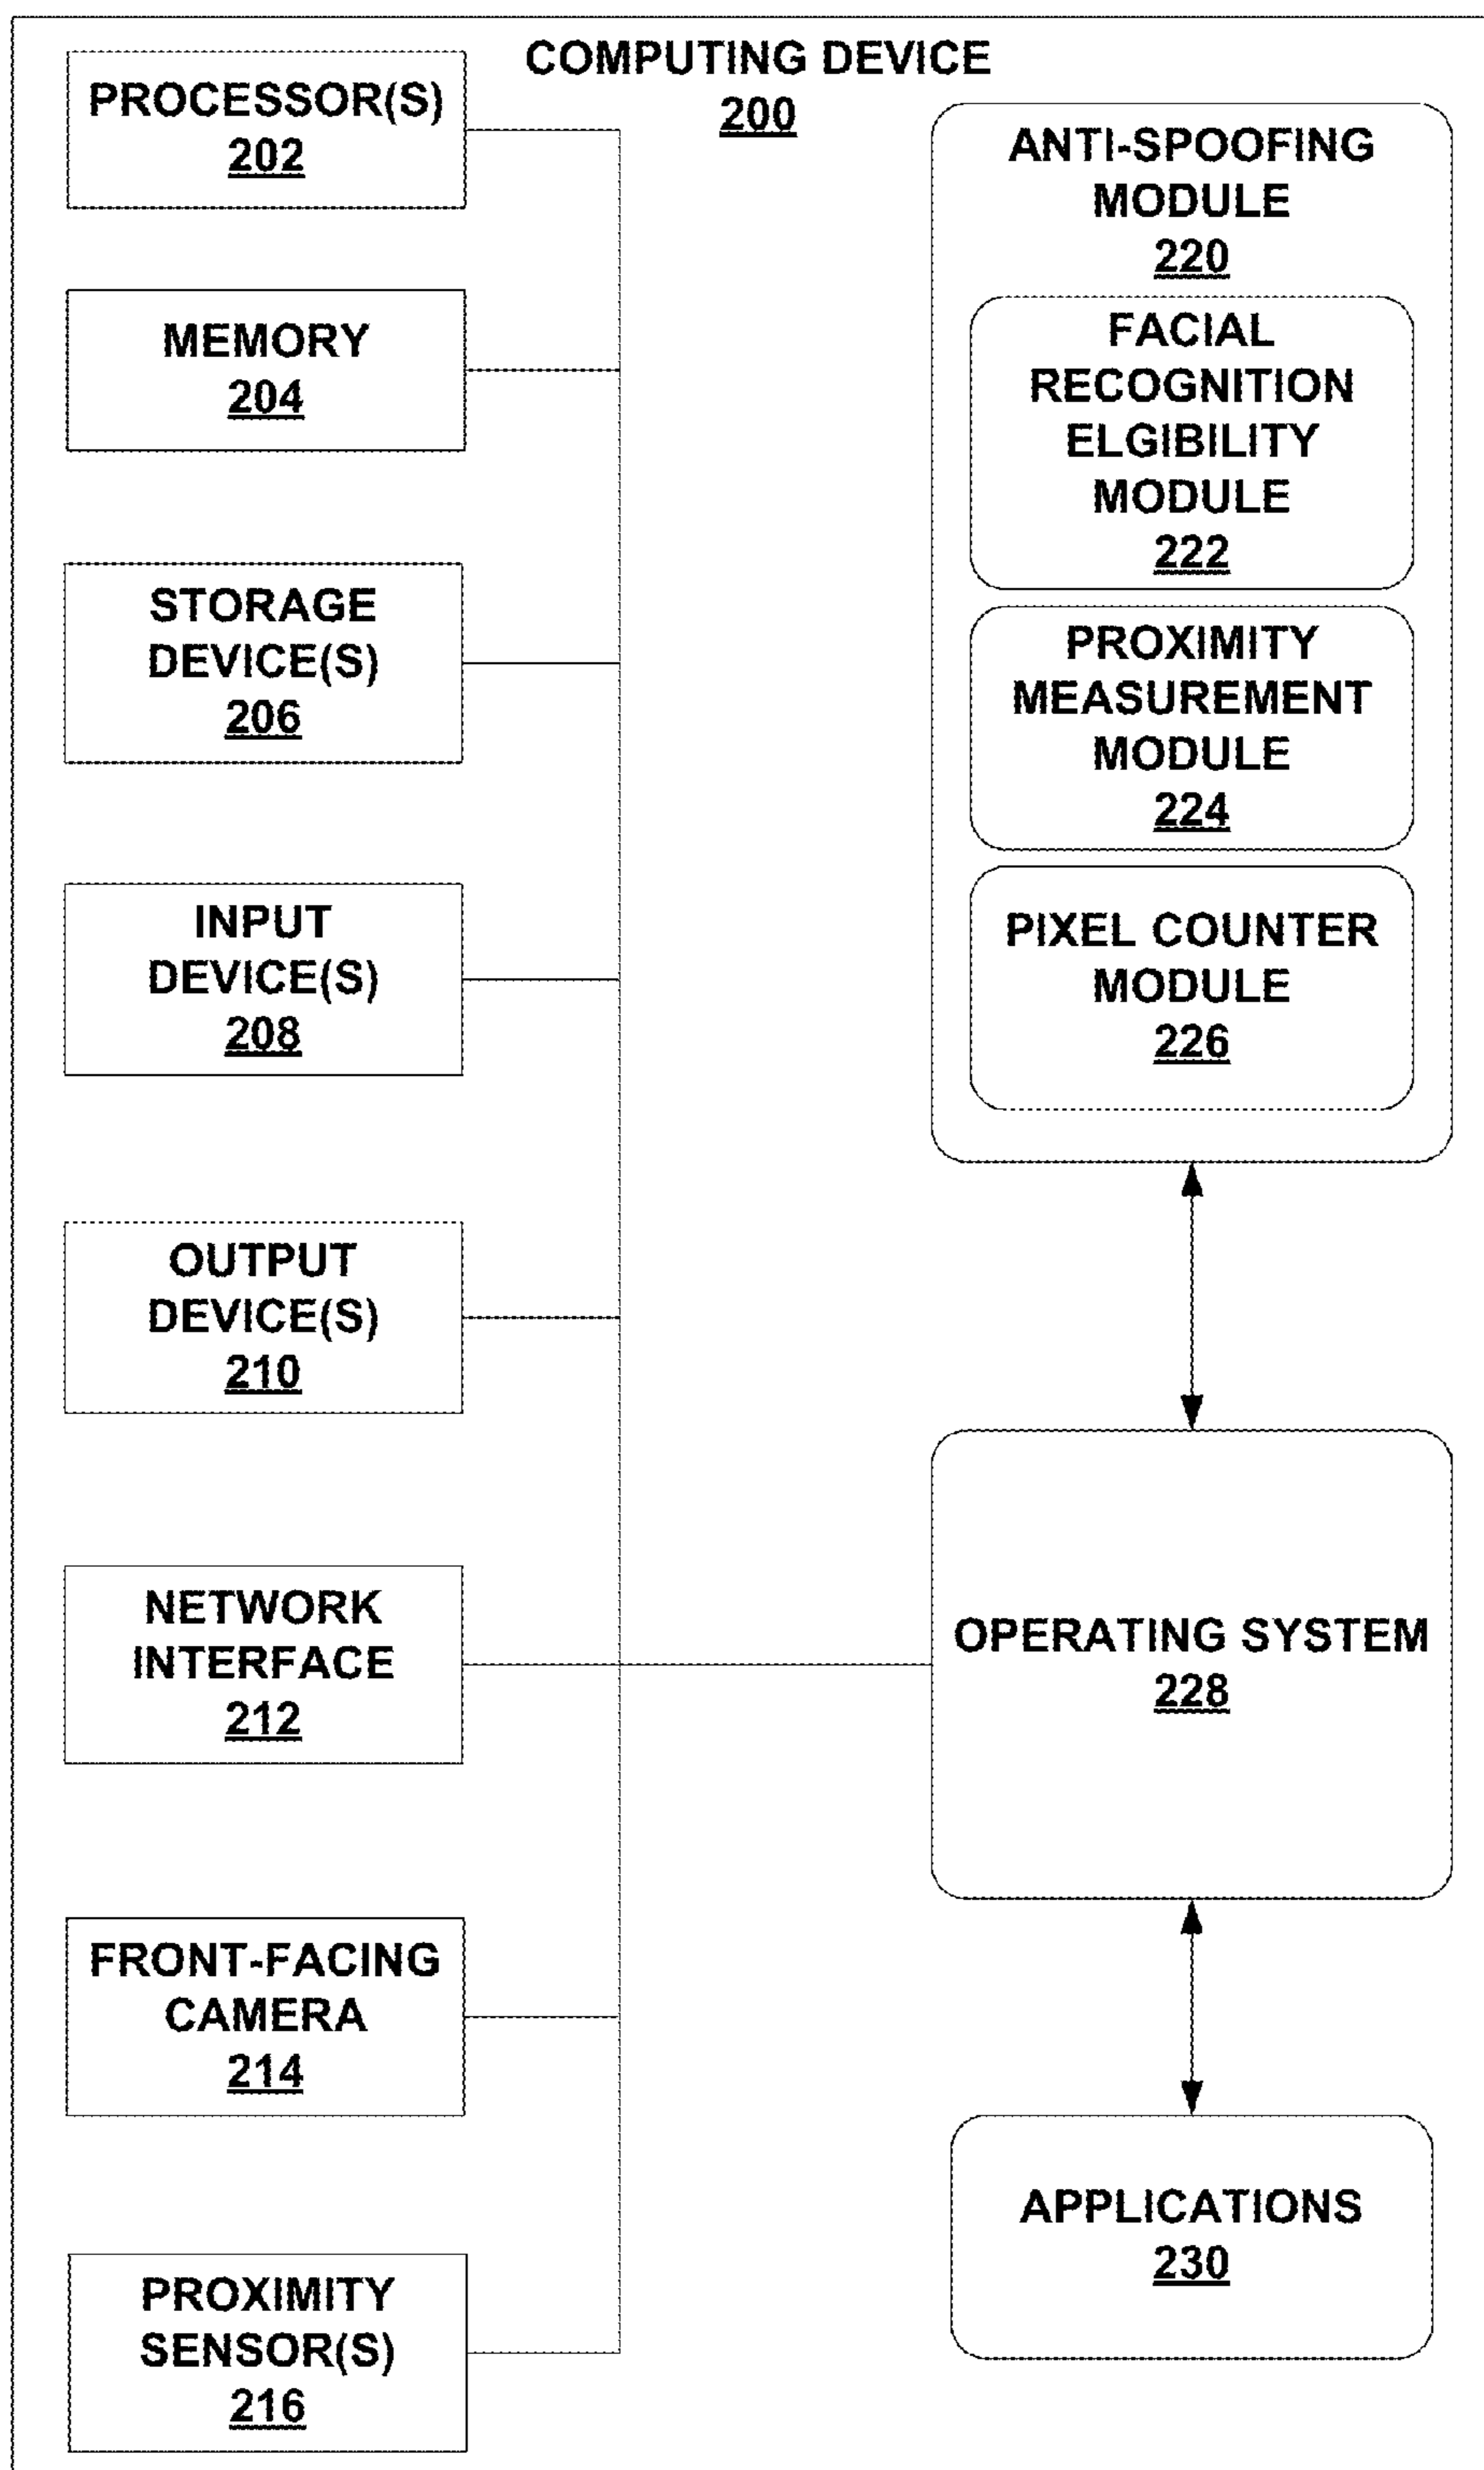 COMPUTING DEVICE
200
PROCESSOR(S)
202
MEMORY
204
STORAGE
DEVICE(S)
206
INPUT
DEVICE(S)
208
OUTPUT
DEVICE(S)
210
NETWORK
INTERFACE
212
FRONT-FACING
CAMERA
214
PROXIMITY
SENSOR(S)
216
ANTI-SPOOFING
MODULE
220
FACIAL
RECOGNITION
ELGIBILITY
MODULE
222
PROXIMITY
MEASUREMENT
MODULE
224
PIXEL COUNTER
MODULE
226
OPERATING SYSTEM
228
APPLICATIONS
230